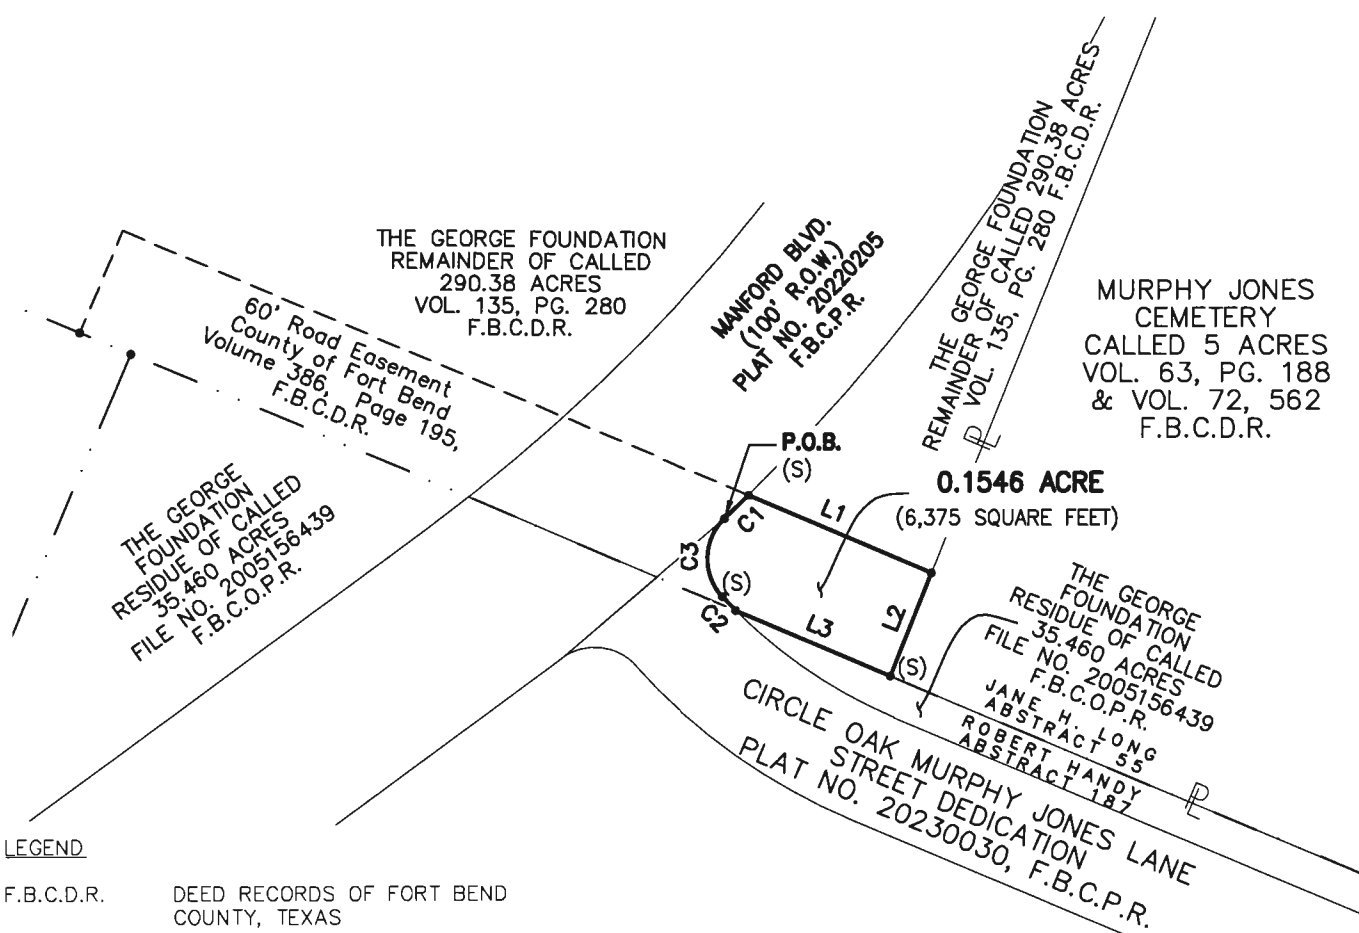 THE GEORGE FOUNDATION
REMAINDER OF CALLED
290.38 ACRES
VOL. 135, PG. 280
F.B.C.D.R.
MANFORD BLVD.
(100' R.O.W.)
PLAT NO. 20220205
F.B.C.P.R.
THE GEORGE FOUNDATION
REMAINDER OF CALLED 290.38 ACRES
VOL. 135, PG. 280 F.B.C.D.R.
MURPHY JONES
CEMETERY
CALLED 5 ACRES
VOL. 63, PG. 188
& VOL. 72, 562
F.B.C.D.R.
60' Road Easement
County of Fort Bend
Volume 386, Page 195,
F.B.C.D.R.
PL
P.O.B.
(S)
0.1546 ACRE
(6,375 SQUARE FEET)
L1
C1
C3
(S)
C2
L3
L2
(S)
THE GEORGE
FOUNDATION
RESIDUE OF CALLED
35.460 ACRES
FILE NO. 2005156439
F.B.C.O.P.R.
THE GEORGE
FOUNDATION
RESIDUE OF CALLED
35.460 ACRES
FILE NO. 2005156439
F.B.C.O.P.R.
JANE H. LONG
ABSTRACT 55
ROBERT HANDY
ABSTRACT 187
PL
CIRCLE OAK MURPHY JONES LANE
STREET DEDICATION
PLAT NO. 20230030, F.B.C.P.R.
LEGEND
F.B.C.D.R. DEED RECORDS OF FORT BEND
COUNTY, TEXAS